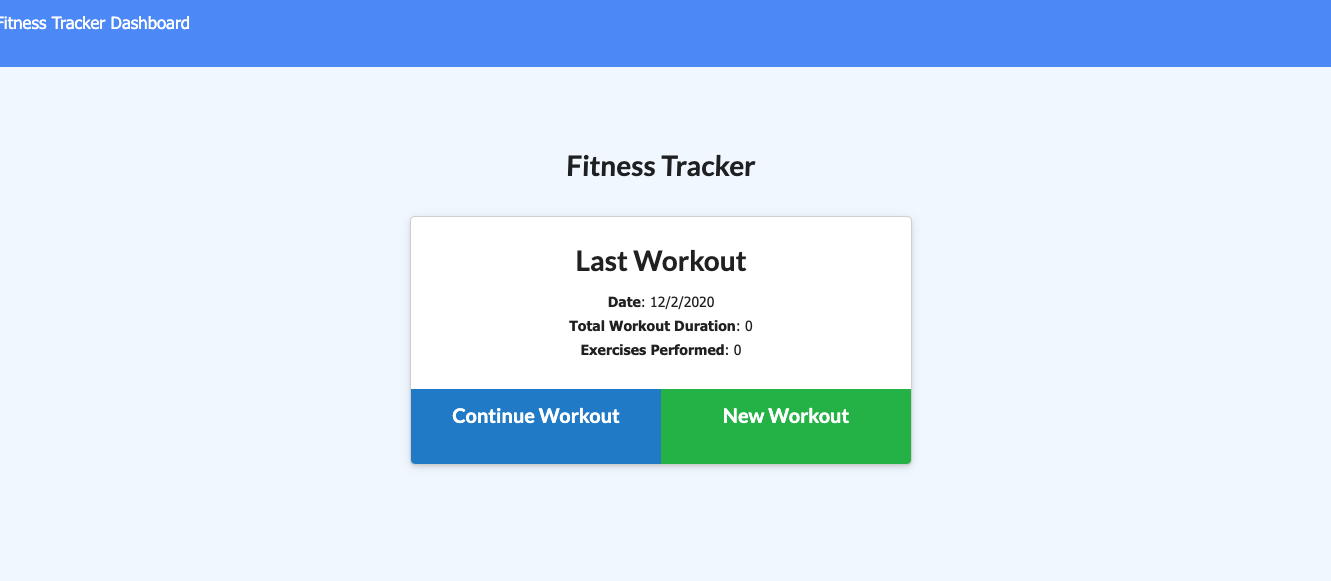 Fitness Tracker Dashboard
Fitness Tracker
Last Workout
Date: 12/2/2020
Total Workout Duration: 0
Exercises Performed: 0
Continue Workout
New Workout